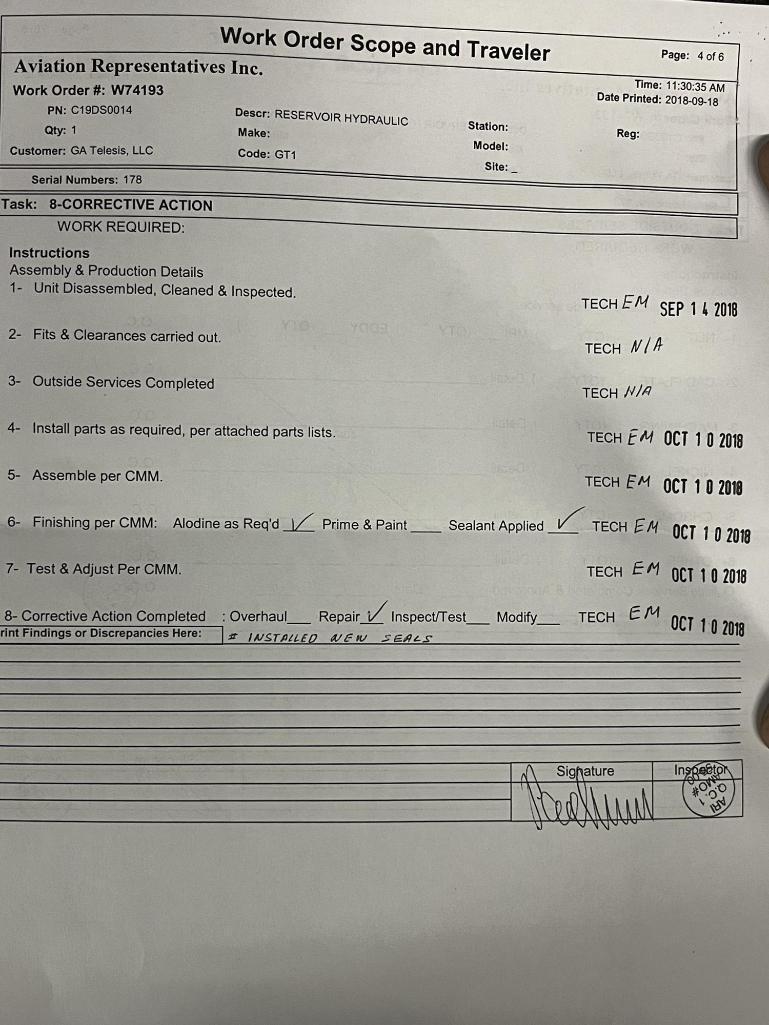 Work Order Scope and Traveler
Page: 4 of 6
Aviation Representatives Inc.
Time: 11:30:35 AM
Work Order #: W74193
Date Printed: 2018-09-18
PN: C19DS0014
Descr: RESERVOIR HYDRAULIC
Station:
Reg:
Qty: 1
Make:
Model:
Customer: GA Telesis, LLC
Code: GT1
Site: _
Serial Numbers: 178
Task: 8-CORRECTIVE ACTION
WORK REQUIRED:
Instructions
Assembly & Production Details
1- Unit Disassembled, Cleaned & Inspected. TECH EM SEP 14 2018
2- Fits & Clearances carried out. TECH N/A
3- Outside Services Completed TECH N/A
4- Install parts as required, per attached parts lists. TECH EM OCT 10 2018
5- Assemble per CMM. TECH EM OCT 10 2018
6- Finishing per CMM: Alodine as Req'd ✓ Prime & Paint ___ Sealant Applied ✓ TECH EM OCT 10 2018
7- Test & Adjust Per CMM. TECH EM OCT 10 2018
8- Corrective Action Completed : Overhaul___ Repair ✓ Inspect/Test___ Modify___ TECH EM OCT 10 2018
rint Findings or Discrepancies Here: # INSTALLED NEW SEALS
Signature
Inspector
ARI
Q.C. 1
AMO#